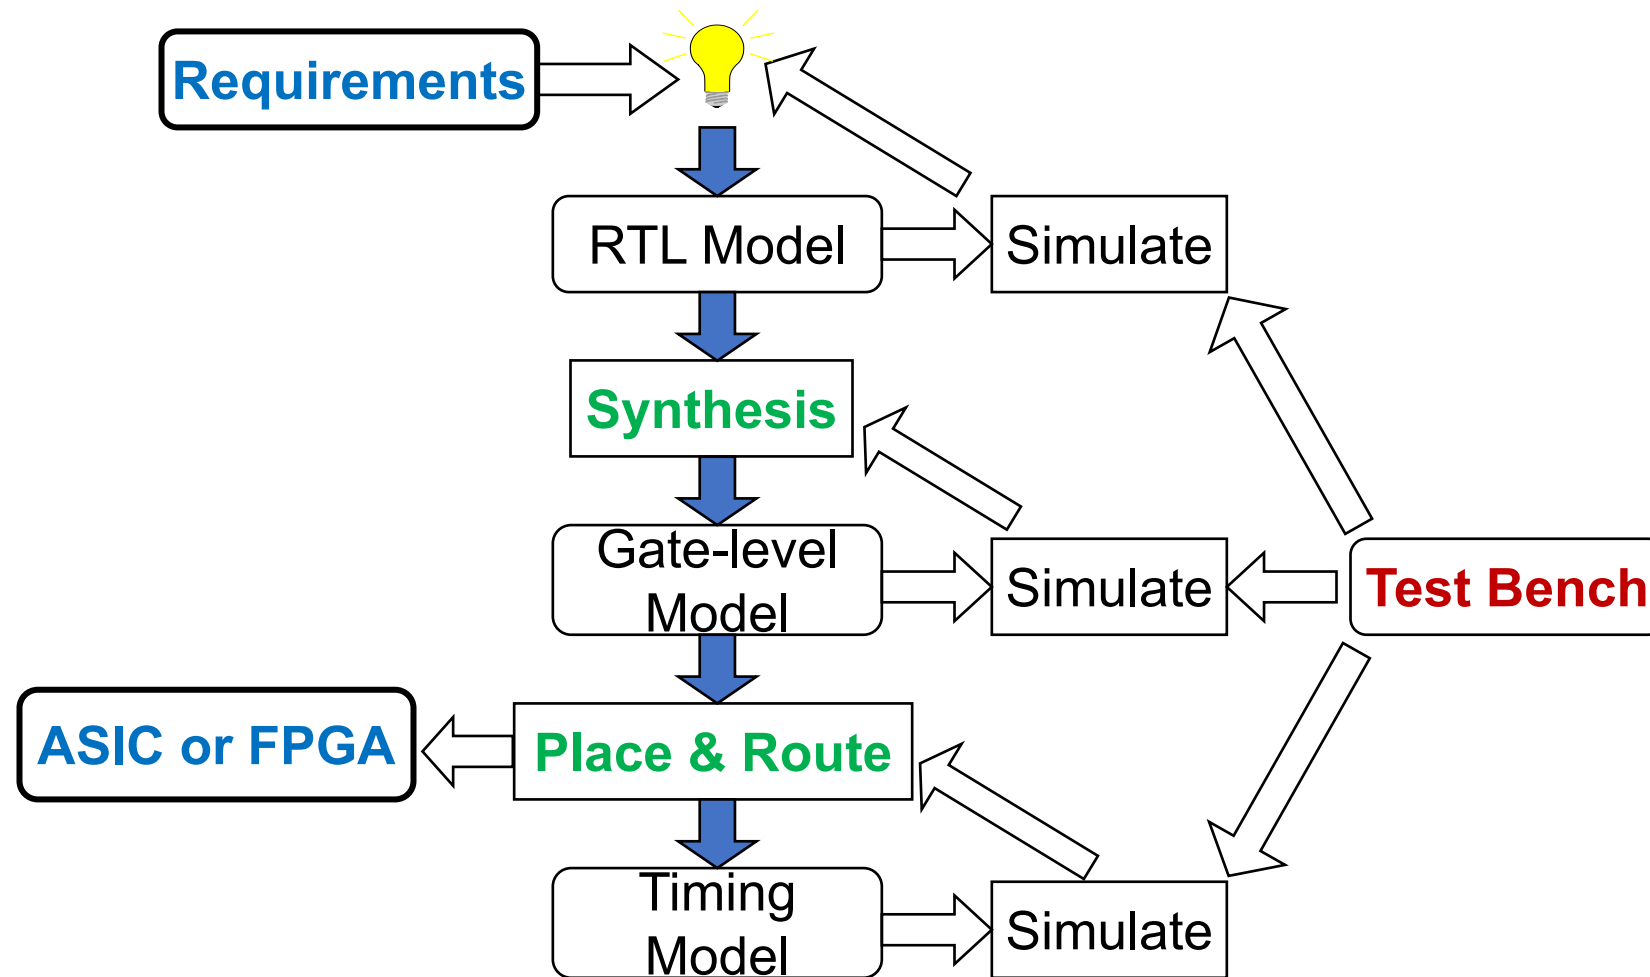 Requirements
RTL Model
Simulate
Synthesis
Gate-level
Model
Simulate
Test Bench
ASIC or FPGA
Place & Route
Timing
Model
Simulate